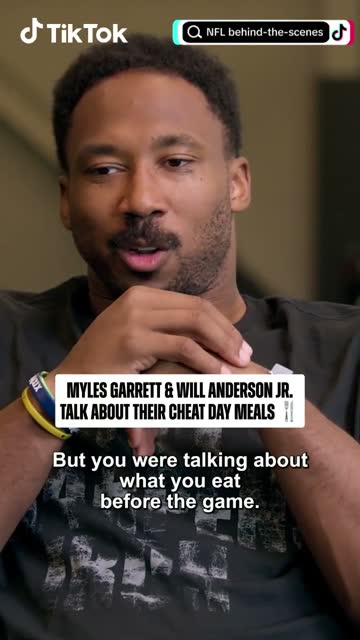 TikTok
NFL behind-the-scenes
MYLES GARRETT & WILL ANDERSON JR.
TALK ABOUT THEIR CHEAT DAY MEALS
But you were talking about
what you eat
before the game.